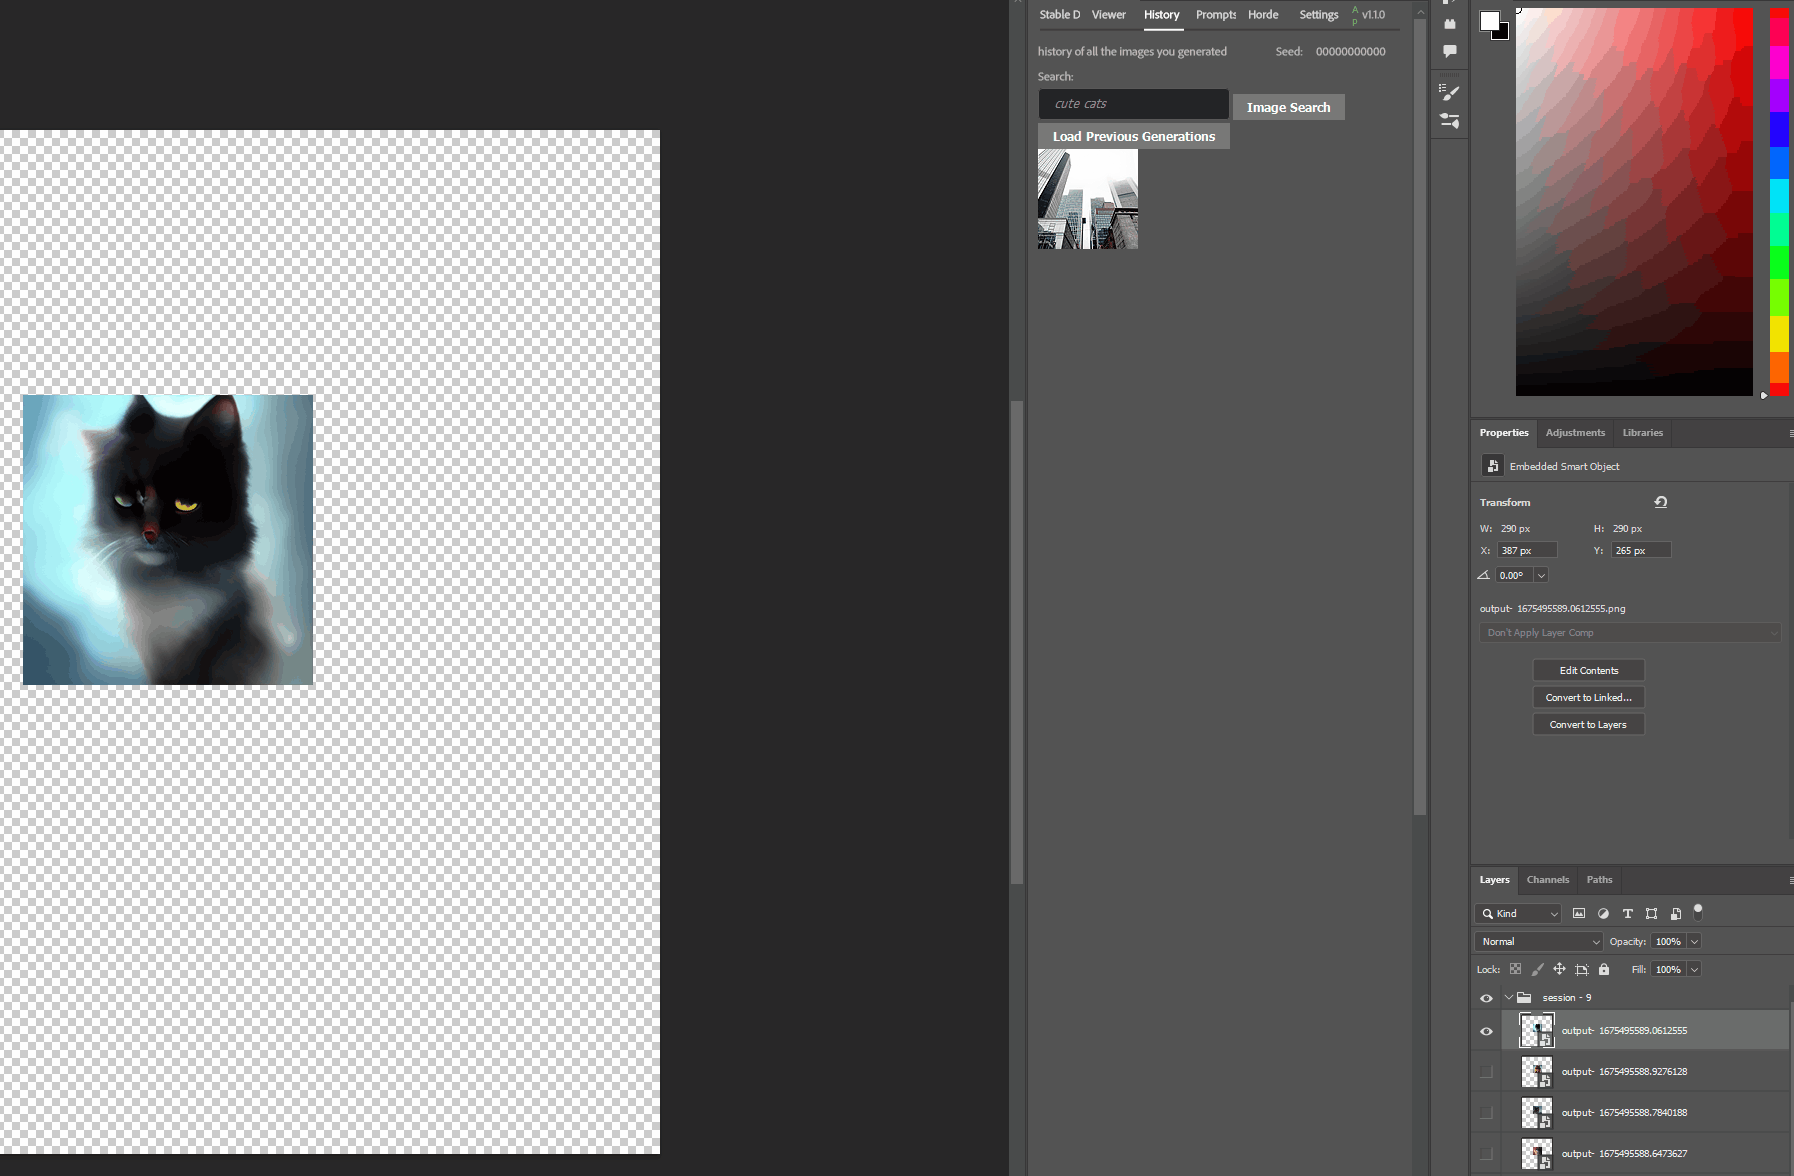 Stable D Viewer History Prompts Horde Settings A p v1.1.0
history of all the images you generated Seed: 00000000000
Search:
cute cats Image Search
Load Previous Generations
Properties Adjustments Libraries
Embedded Smart Object
Transform
W: 290 px H: 290 px
X: 387 px Y: 265 px
0.00°
output- 1675495589.0612555.png
Don't Apply Layer Comp
Edit Contents
Convert to Linked...
Convert to Layers
Layers Channels Paths
Kind
Normal Opacity: 100%
Lock: Fill: 100%
session - 9
output- 1675495589.0612555
output- 1675495588.9276128
output- 1675495588.7840188
output- 1675495588.6473627